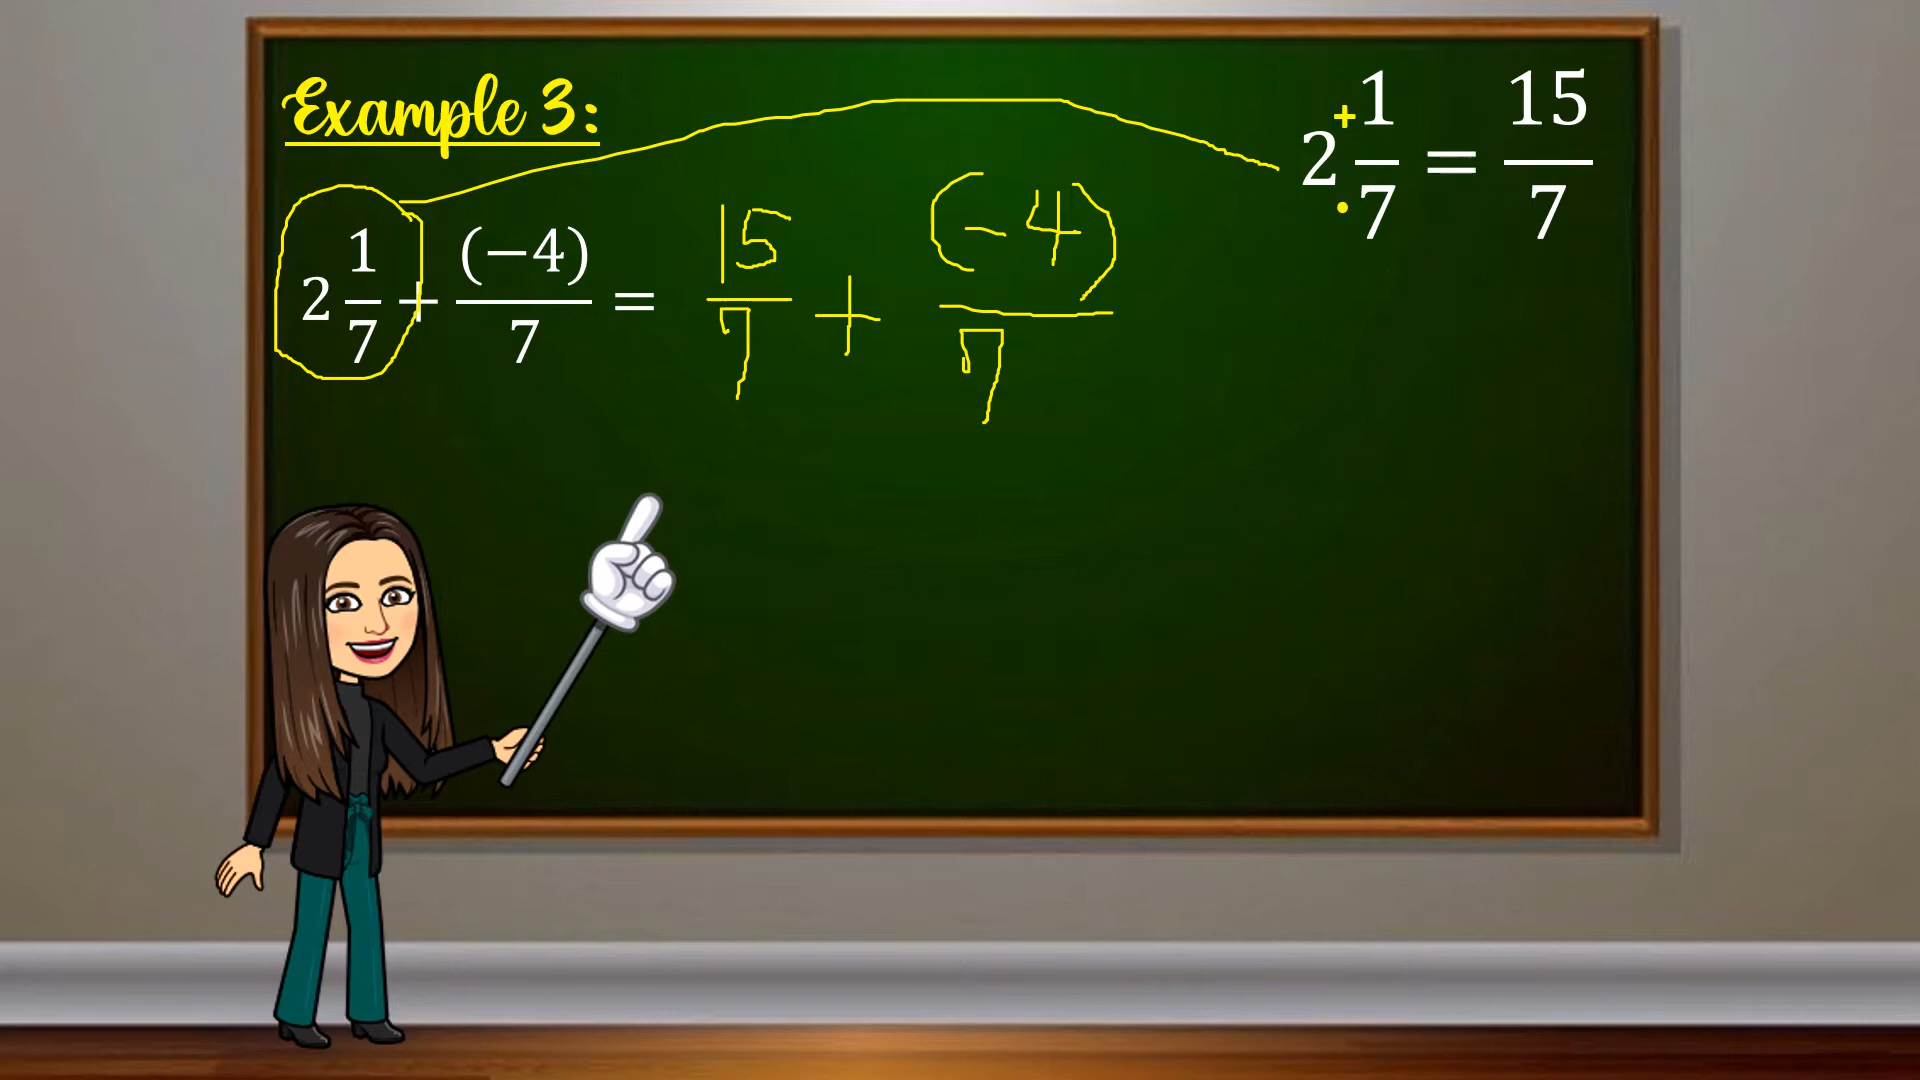 Example 3:
2 1/7 + (−4)/7 = 15/7 + (−4)/7
2 + 1/ • 7 = 15/7